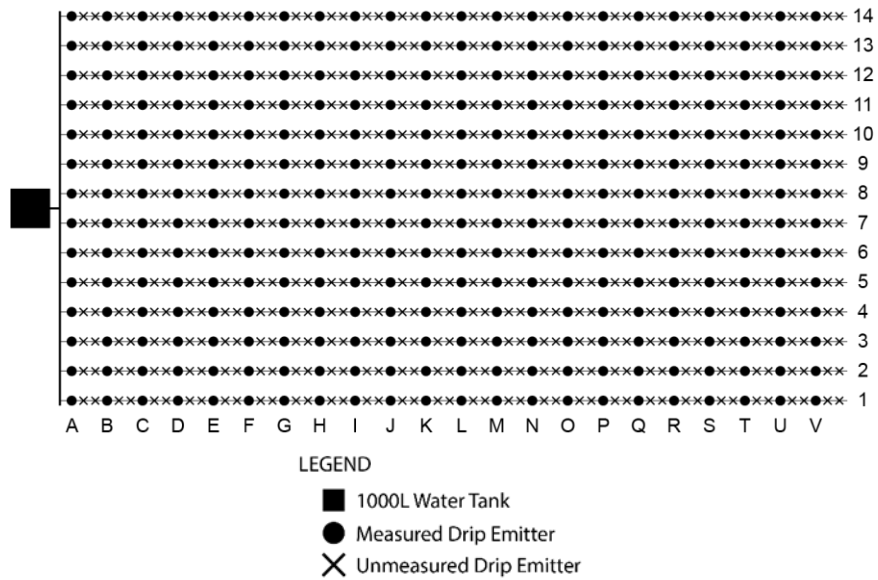 14
13
12
11
10
9
8
7
6
5
4
3
2
1
A B C D E F G H I J K L M N O P Q R S T U V
LEGEND
1000L Water Tank
Measured Drip Emitter
Unmeasured Drip Emitter